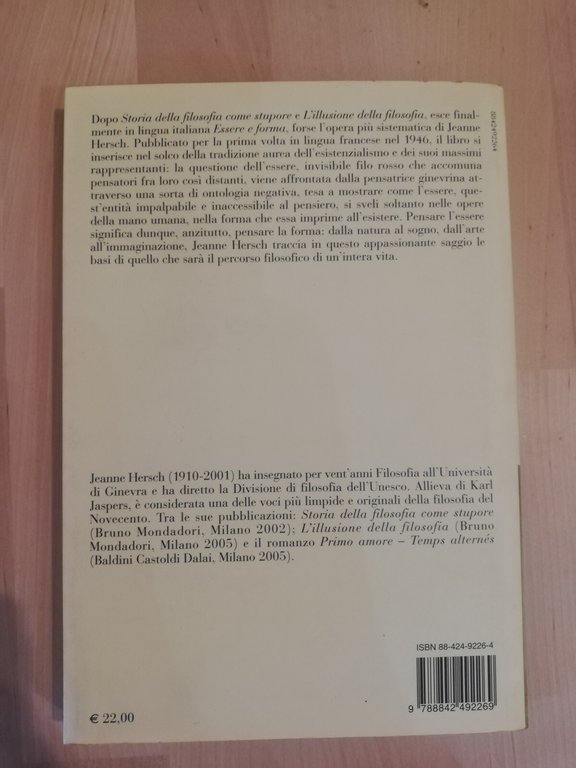 Dopo Storia della filosofia come stupore e L'illusione della filosofia, esce final-
mente in lingua italiana Essere e forma, forse l'opera più sistematica di Jeanne
Hersch. Pubblicato per la prima volta in lingua francese nel 1946, il libro si
inserisce nel solco della tradizione aurea dell'esistenzialismo e dei suoi massimi
rappresentanti: la questione dell'essere, invisibile filo rosso che accomuna
pensatori fra loro così distanti, viene affrontata dalla pensatrice ginevrina at-
traverso una sorta di ontologia negativa, tesa a mostrare come l'essere, que-
st'entità impalpabile e inaccessibile al pensiero, si sveli soltanto nelle opere
della mano umana, nella forma che essa imprime all'esistere. Pensare l'essere
significa dunque, anzitutto, pensare la forma: dalla natura al sogno, dall'arte
all'immaginazione, Jeanne Hersch traccia in questo appassionante saggio le
basi di quello che sarà il percorso filosofico di un'intera vita.
8842492264
Jeanne Hersch (1910-2001) ha insegnato per vent'anni Filosofia all'Università
di Ginevra e ha diretto la Divisione di filosofia dell'Unesco. Allieva di Karl
Jaspers, è considerata una delle voci più limpide e originali della filosofia del
Novecento. Tra le sue pubblicazioni: Storia della filosofia come stupore
(Bruno Mondadori, Milano 2002); L'illusione della filosofia (Bruno
Mondadori, Milano 2005) e il romanzo Primo amore – Temps alternés
(Baldini Castoldi Dalai, Milano 2005).
ISBN 88-424-9226-4
9 788842 492269
€ 22,00